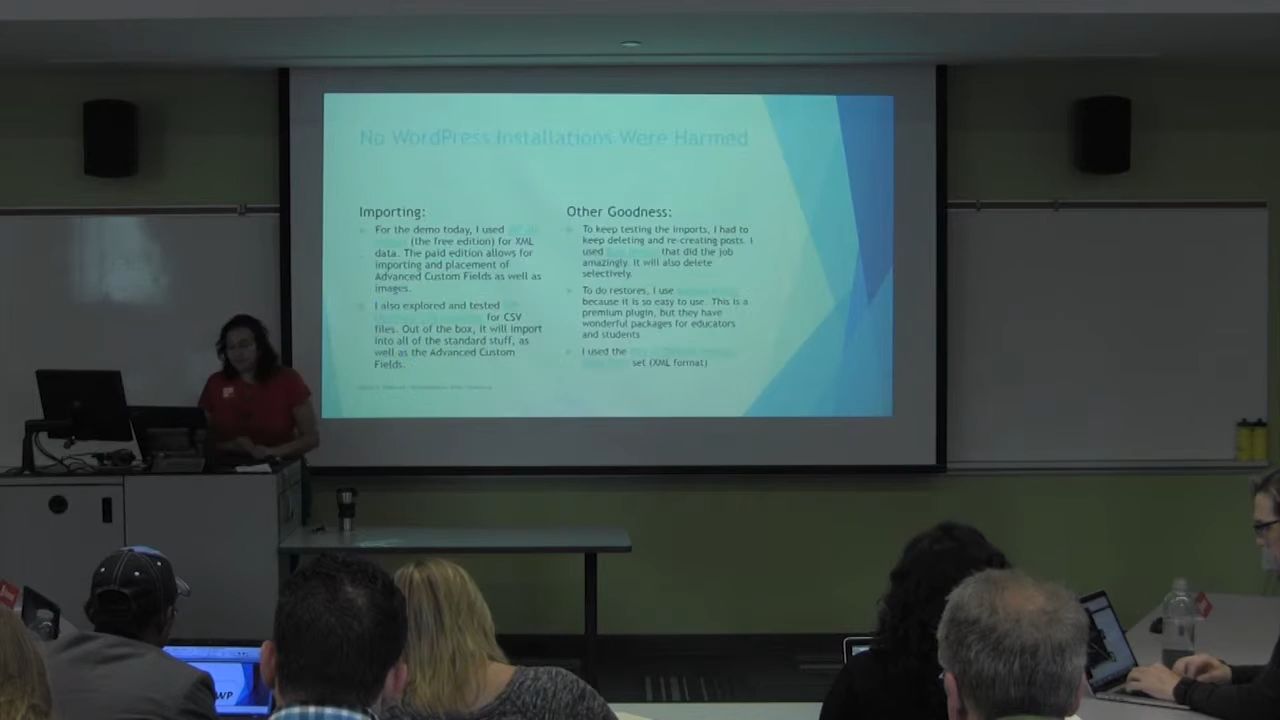 No WordPress Installations Were Harmed
Importing:
For the demo today, I used
(the free edition) for XML
data. The paid edition allows for
importing and placement of
Advanced Custom Fields as well as
images.
I also explored and tested
for CSV
files. Out of the box, it will import
into all of the standard stuff, as
well as the Advanced Custom
Fields.
Other Goodness:
To keep testing the imports, I had to
keep deleting and re-creating posts. I
used that did the job
amazingly. It will also delete
selectively.
To do restores, I use
because it is so easy to use. This is a
premium plugin, but they have
wonderful packages for educators
and students
I used the
set (XML format)
WP